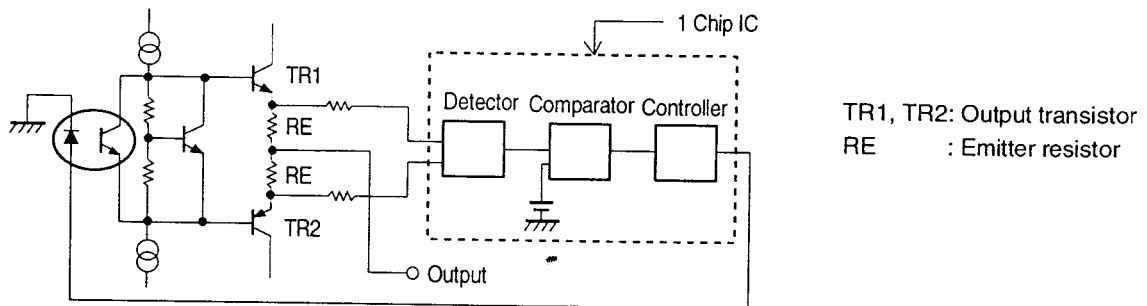 1 Chip IC
TR1
Detector Comparator Controller
RE
RE
TR2
Output
TR1, TR2: Output transistor
RE : Emitter resistor